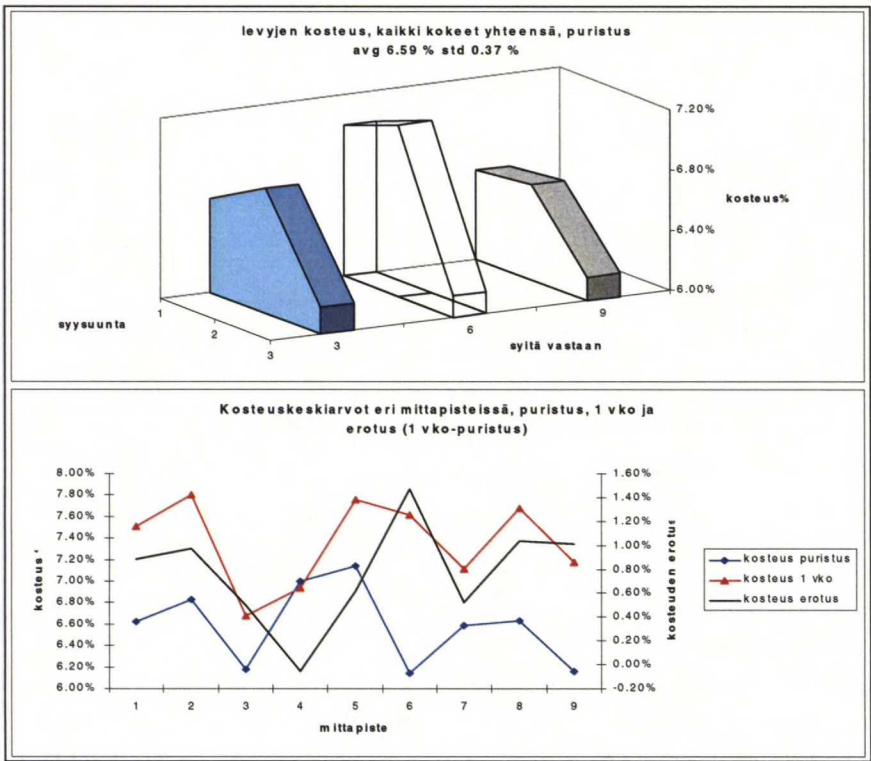 levyjen kosteus, kaikki kokeet yhteensä, puristus
avg 6.59 % std 0.37 %
7.20%
6.80%
6.40%
6.00%
kosteus%
syysuunta
1
2
3
3
6
9
syitä vastaan
Kosteuskeskiarvot eri mittapisteissä, puristus, 1 vko ja
erotus (1 vko-puristus)
8.00%
7.80%
7.60%
7.40%
7.20%
7.00%
6.80%
6.60%
6.40%
6.20%
6.00%
kosteus '
1 2 3 4 5 6 7 8 9
mittapiste
1.60%
1.40%
1.20%
1.00%
0.80%
0.60%
0.40%
0.20%
0.00%
-0.20%
kosteuden
kosteus puristus
kosteus 1 vko
kosteus erotus